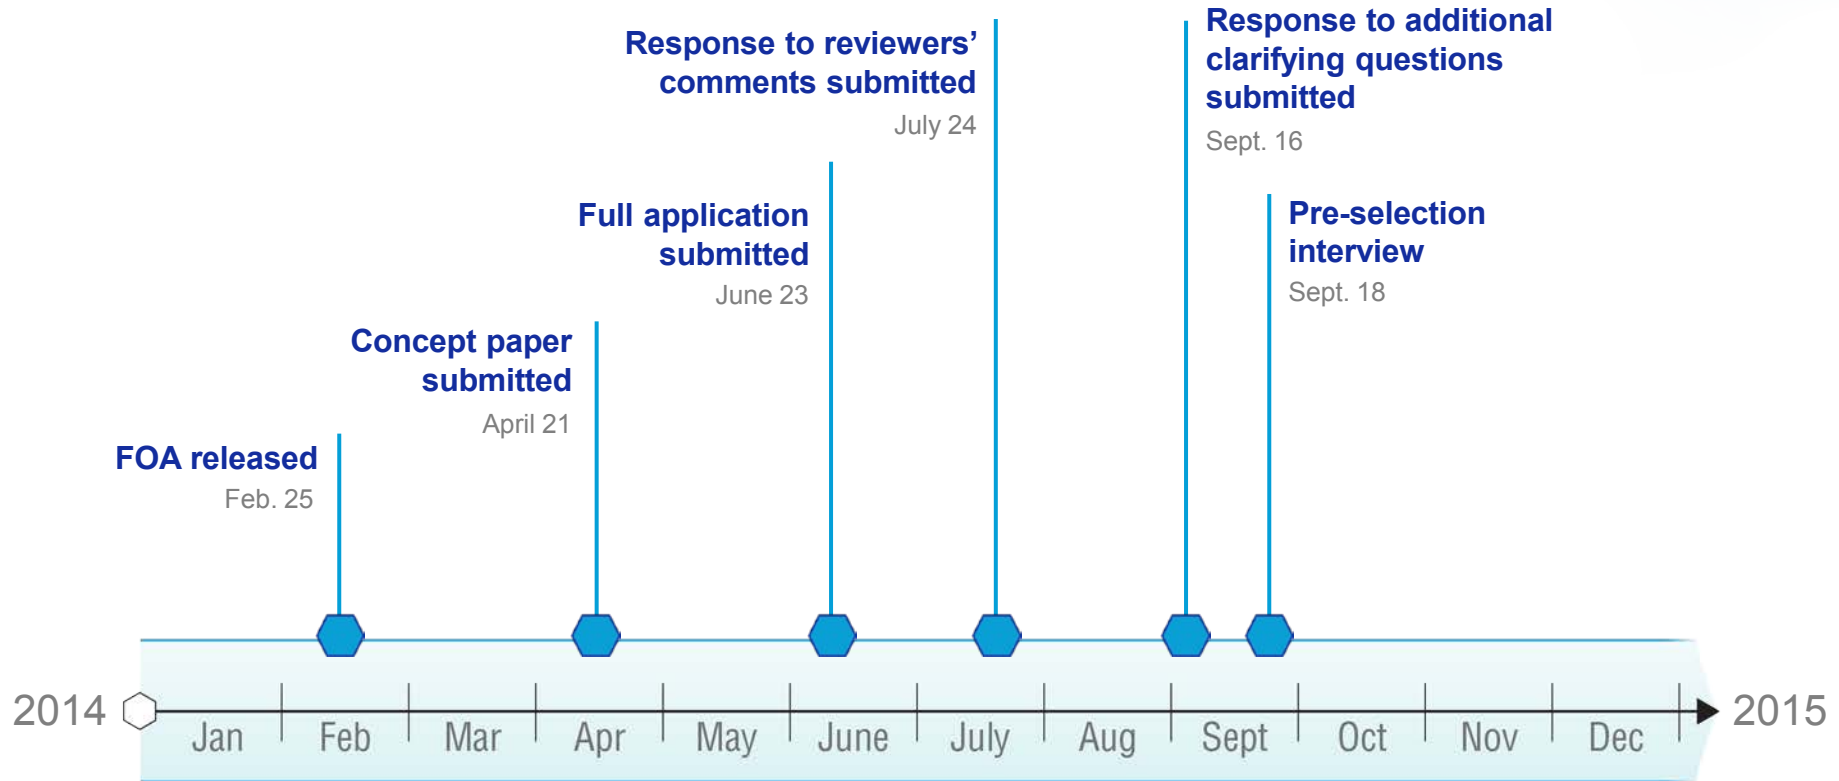 Response to reviewers’
comments submitted
July 24
Response to additional
clarifying questions
submitted
Sept. 16
Full application
submitted
June 23
Pre-selection
interview
Sept. 18
Concept paper
submitted
April 21
FOA released
Feb. 25
2014
Jan
Feb
Mar
Apr
May
June
July
Aug
Sept
Oct
Nov
Dec
2015